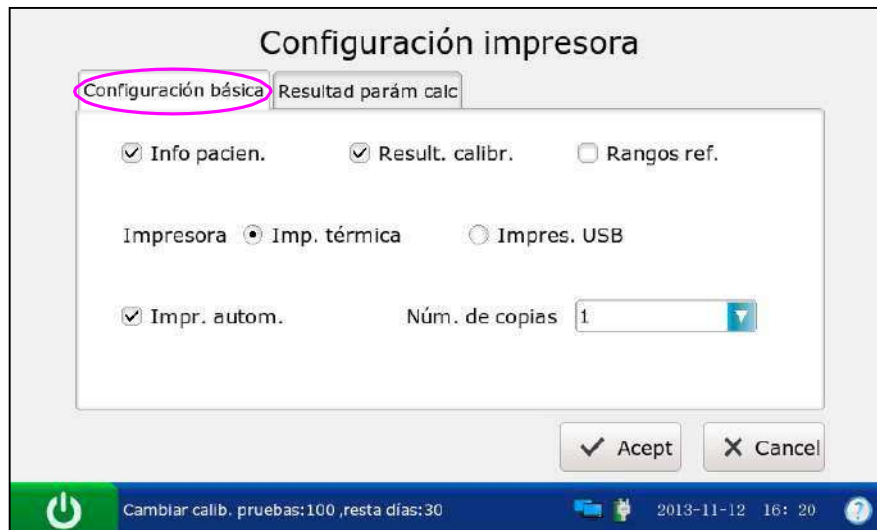 Configuración impresora
Configuración básica Resultad parám calc
Info pacien. Result. calibr. Rangos ref.
Impresora Imp. térmica Impres. USB
Impr. autom. Núm. de copias 1
Acept Cancel
Cambiar calib. pruebas:100 ,resta días:30 2013-11-12 16: 20 ?